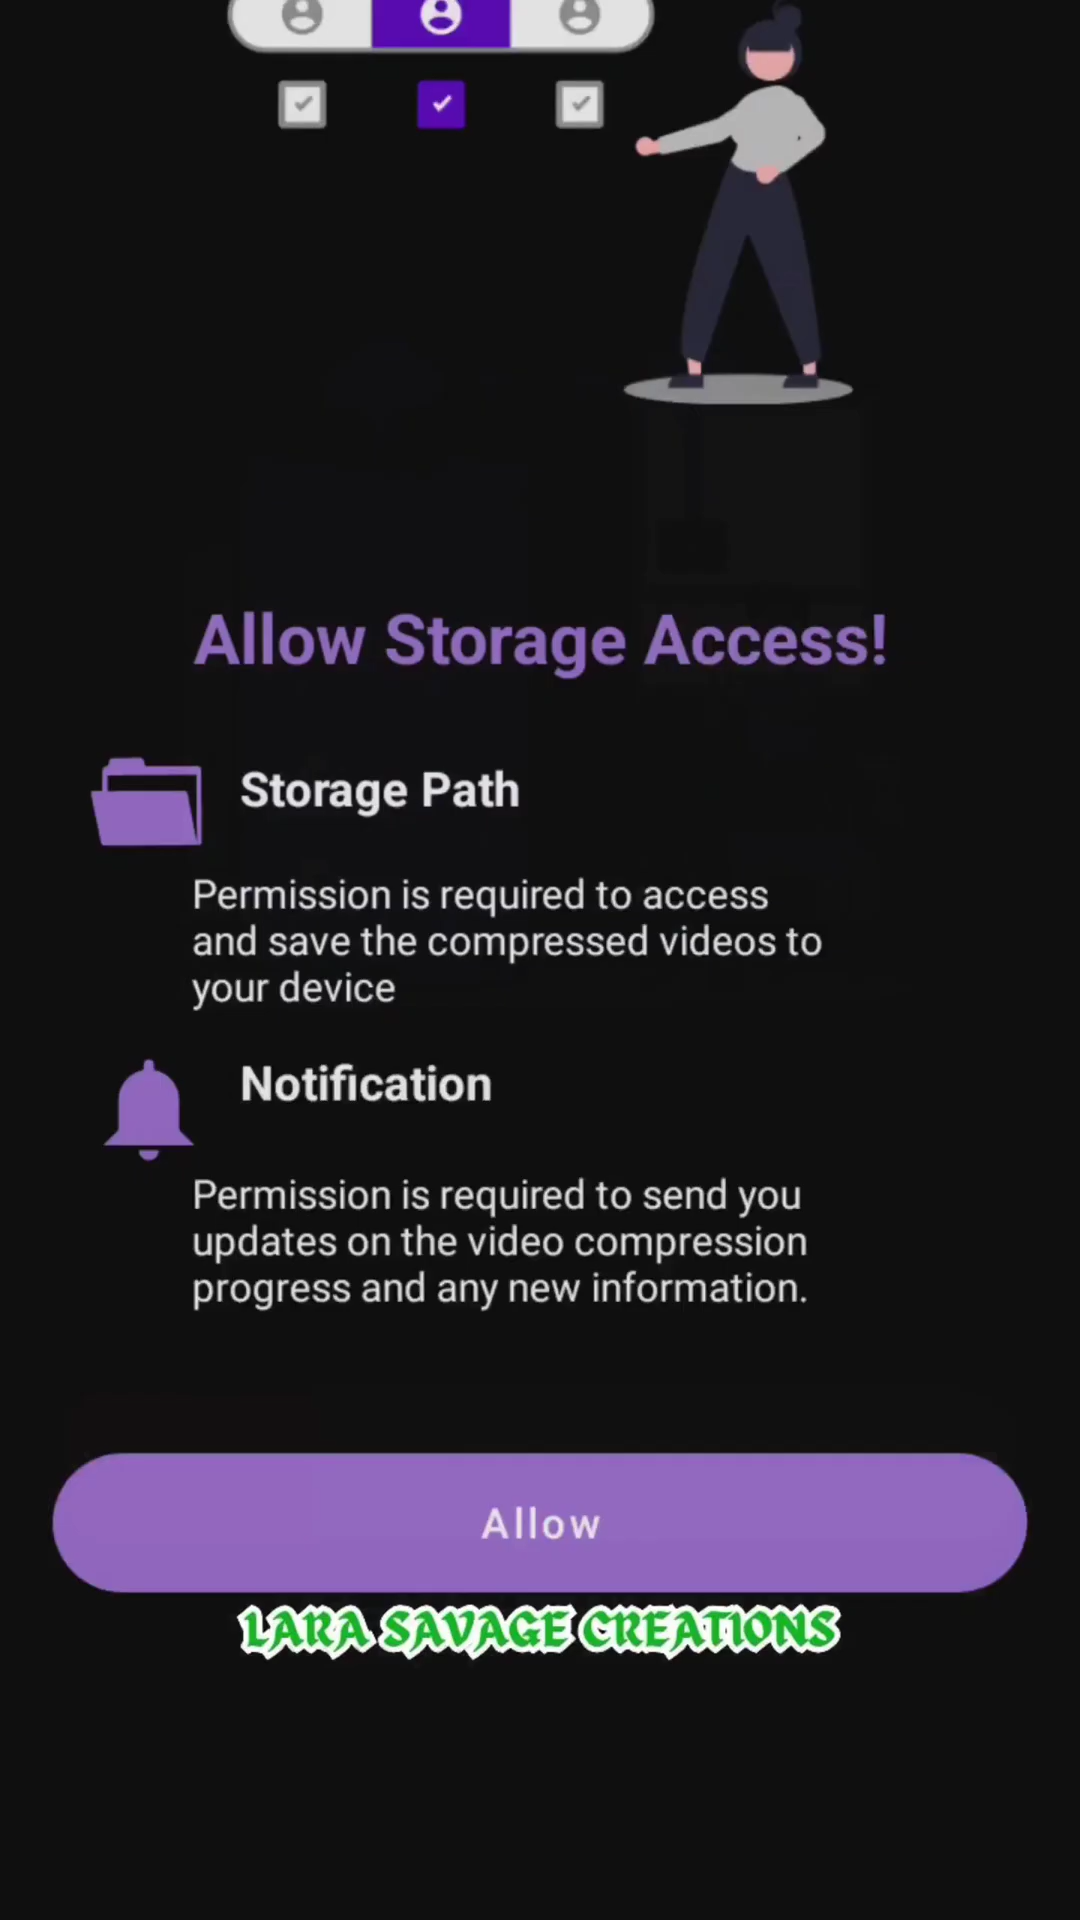 Allow Storage Access!
Storage Path
Permission is required to access
and save the compressed videos to
your device
Notification
Permission is required to send you
updates on the video compression
progress and any new information.
Allow
LARA SAVAGE CREATIONS